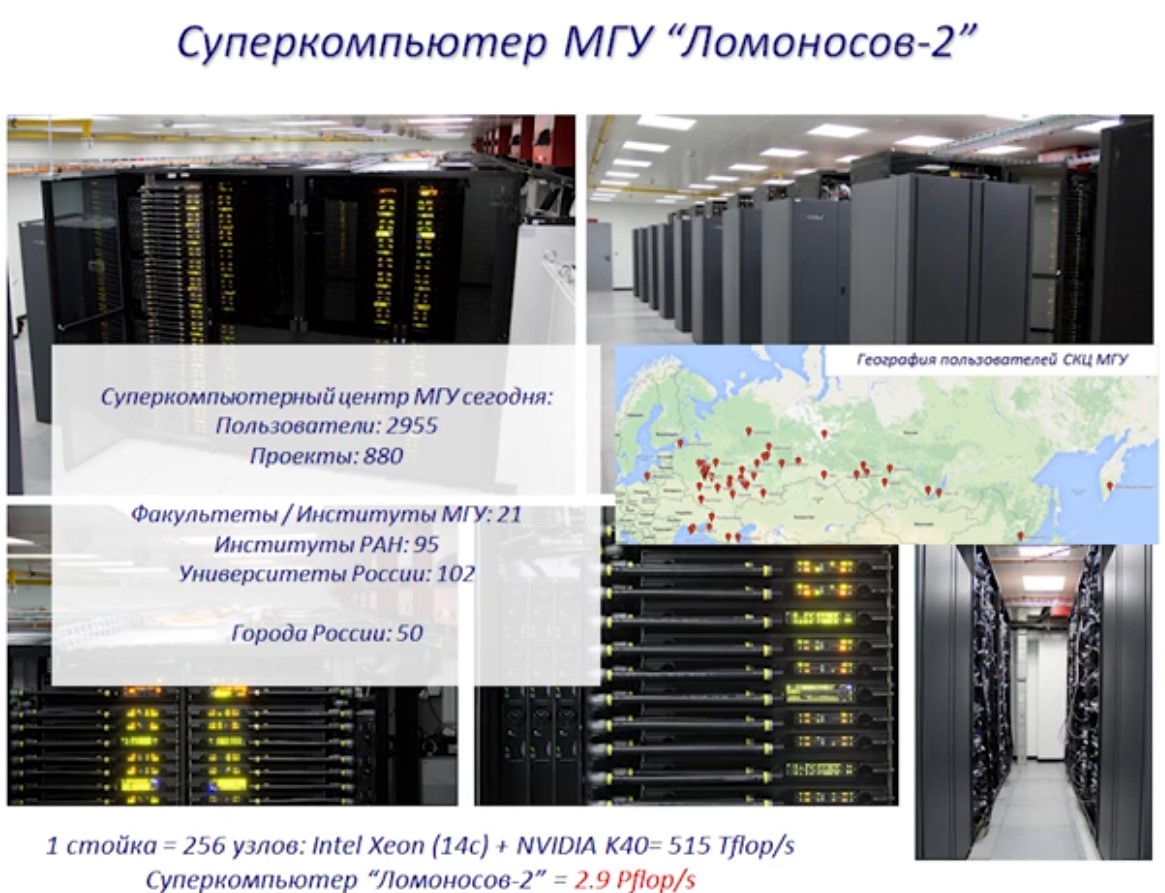 Суперкомпьютер МГУ “Ломоносов-2”
География пользователей СКЦ МГУ
Суперкомпьютерный центр МГУ сегодня:
Пользователи: 2955
Проекты: 880
Факультеты / Институты МГУ: 21
Институты РАН: 95
Университеты России: 102
Города России: 50
1 стойка = 256 узлов: Intel Xeon (14c) + NVIDIA K40= 515 Tflop/s
Суперкомпьютер “Ломоносов-2” = 2.9 Pflop/s